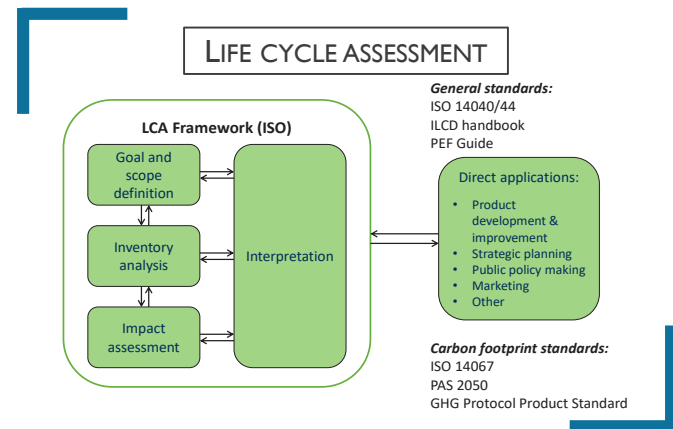 LIFE CYCLE ASSESSMENT
General standards:
ISO 14040/44
ILCD handbook
PEF Guide
LCA Framework (ISO)
Goal and
scope
definition
Inventory
analysis
Impact
assessment
Interpretation
Direct applications:
• Product
development &
improvement
• Strategic planning
• Public policy making
• Marketing
• Other
Carbon footprint standards:
ISO 14067
PAS 2050
GHG Protocol Product Standard